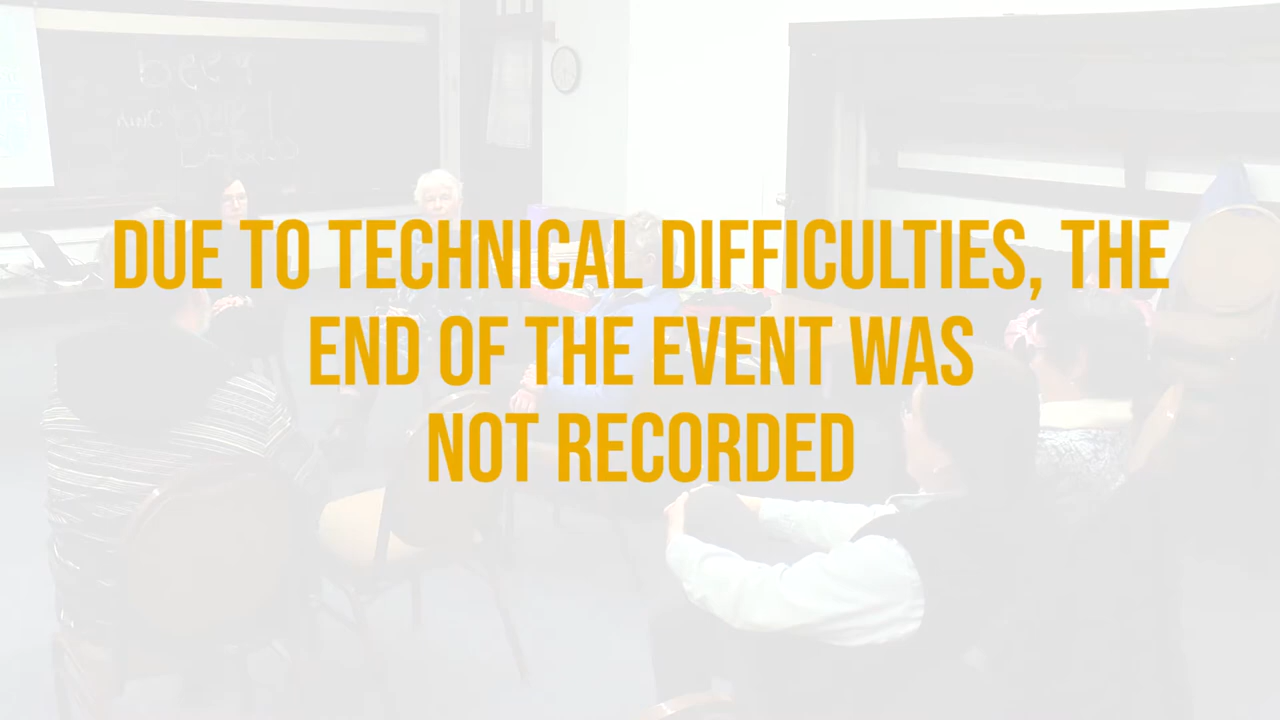 DUE TO TECHNICAL DIFFICULTIES, THE
END OF THE EVENT WAS
NOT RECORDED